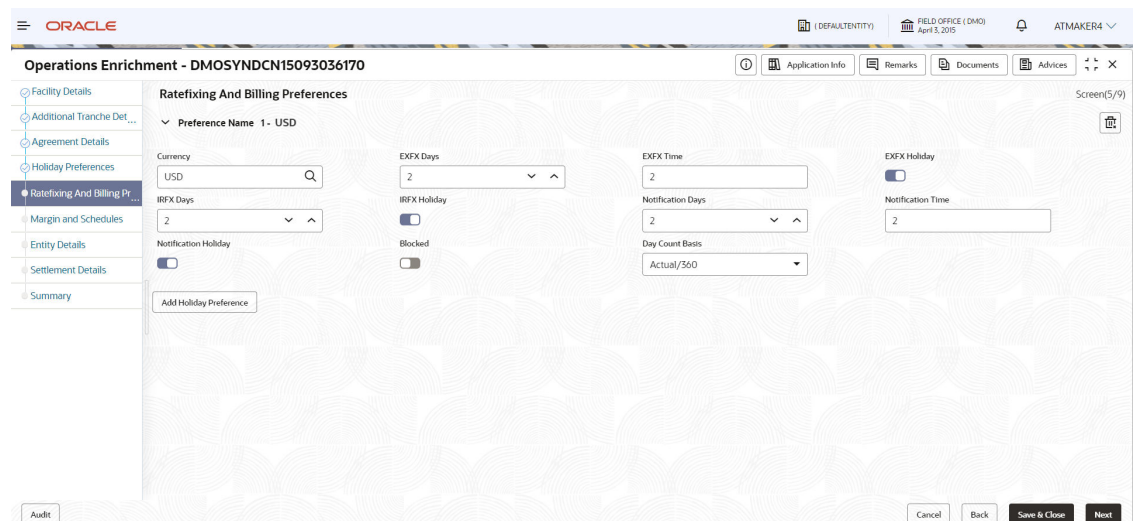 ORACLE
( DEFAULTENTITY)
FIELD OFFICE ( DMO)
April 3, 2015
ATMAKER4
Operations Enrichment - DMOSYNDCN15093036170
Application Info
Remarks
Documents
Advices
Facility Details
Additional Tranche Det...
Agreement Details
Holiday Preferences
Ratefixing And Billing Pr...
Margin and Schedules
Entity Details
Settlement Details
Summary
Ratefixing And Billing Preferences
Screen(5/9)
Preference Name 1 - USD
Currency
USD
EXFX Days
2
EXFX Time
2
EXFX Holiday
IRFX Days
2
IRFX Holiday
Notification Days
2
Notification Time
2
Notification Holiday
Blocked
Day Count Basis
Actual/360
Add Holiday Preference
Audit
Cancel
Back
Save & Close
Next